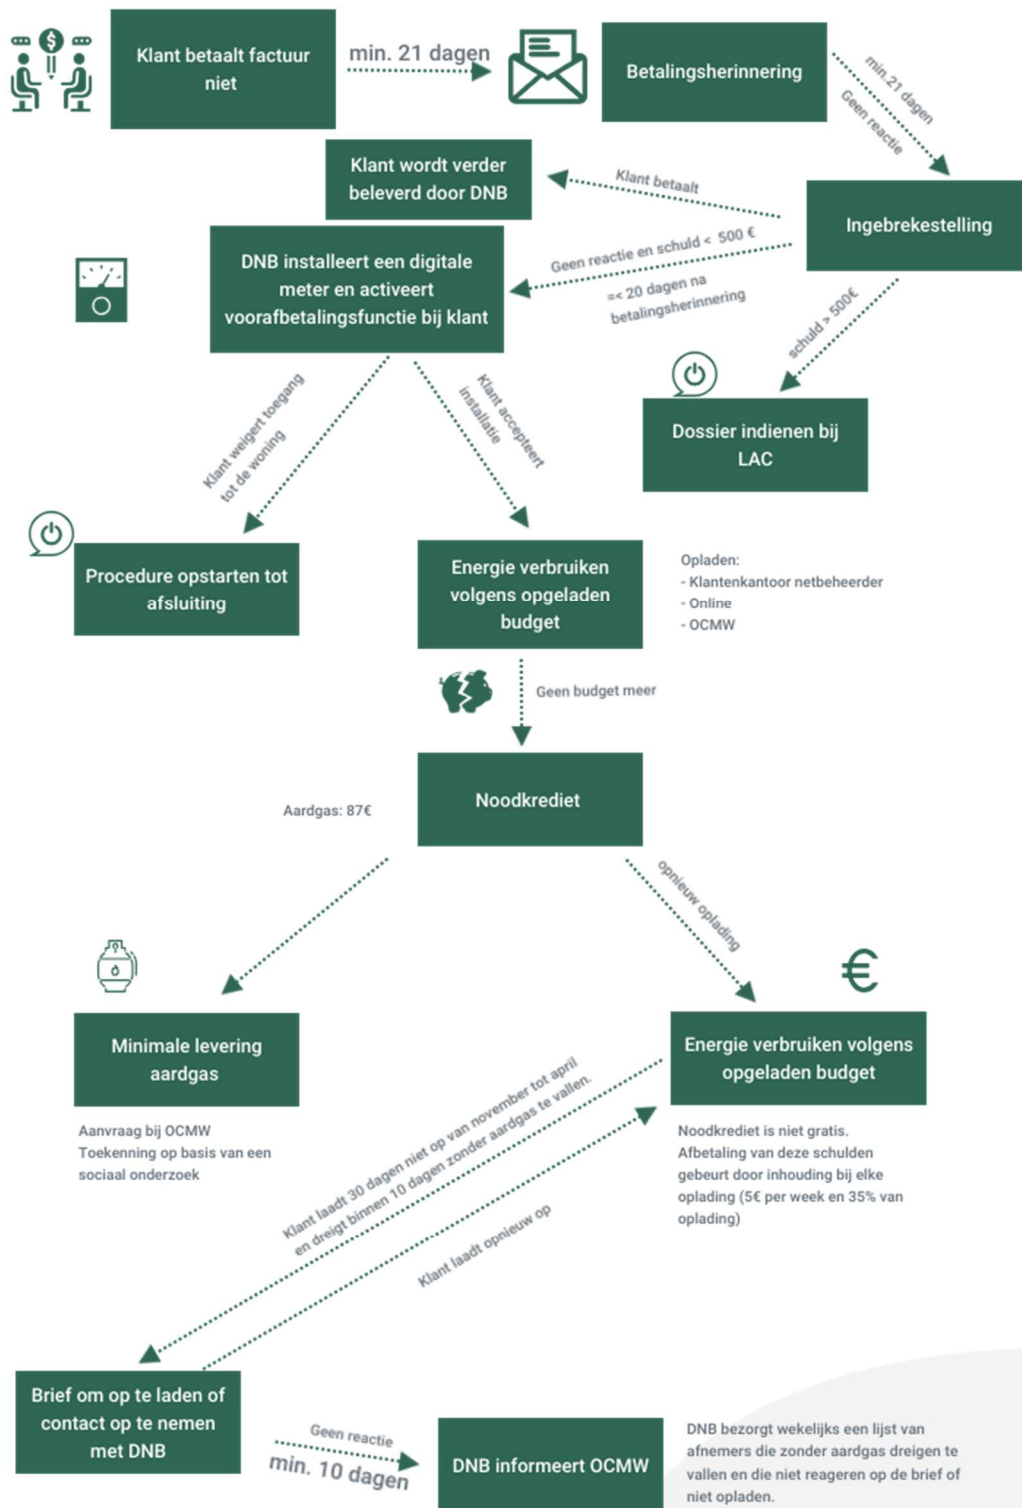 Klant betaalt factuur
niet
min. 21 dagen
Betalingsherinnering
min.21 dagen
Geen reactie
Ingebrekestelling
Klant betaalt
Klant wordt verder
beleverd door DNB
Geen reactie en schuld < 500 €
=< 20 dagen na
betalingsherinnering
DNB installeert een digitale
meter en activeert
voorafbetalingsfunctie bij klant
schuld > 500€
Dossier indienen bij
LAC
Klant weigert toegang
tot de woning
Klant accepteert
installatie
Procedure opstarten tot
afsluiting
Energie verbruiken
volgens opgeladen
budget
Opladen:
- Klantenkantoor netbeheerder
- Online
- OCMW
Geen budget meer
Noodkrediet
Aardgas: 87€
opnieuw oplading
Minimale levering
aardgas
Aanvraag bij OCMW
Toekenning op basis van een
sociaal onderzoek
€
Energie verbruiken volgens
opgeladen budget
Noodkrediet is niet gratis.
Afbetaling van deze schulden
gebeurt door inhouding bij elke
oplading (5€ per week en 35% van
oplading)
Klant laadt 30 dagen niet op van november tot april
en dreigt binnen 10 dagen zonder aardgas te vallen.
Klant laadt opnieuw op
Brief om op te laden of
contact op te nemen
met DNB
Geen reactie
min. 10 dagen
DNB informeert OCMW
DNB bezorgt wekelijks een lijst van
afnemers die zonder aardgas dreigen te
vallen en die niet reageren op de brief of
niet opladen.